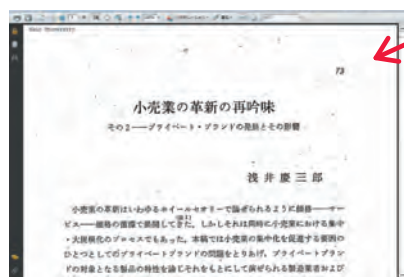 Keio University
73
小売業の革新の再吟味
その2――プライベート・ブランドの発展とその影響
浅井慶三郎
小売業の革新はいわゆるホイールセオリーで論ぜられるように価格――サー
ビス――価格の循環で展開してきた。しかしそれは同時に小売業における集中
・大規模化のプロセスでもあった。本稿では小売業の集中化を促進する要因の
ひとつとしてのプライベート・ブランドの問題をとりあげ、プライベート・ブラン
ドの対象となる製品の特性を論じそれをもとにして演ぜられる製造業者および